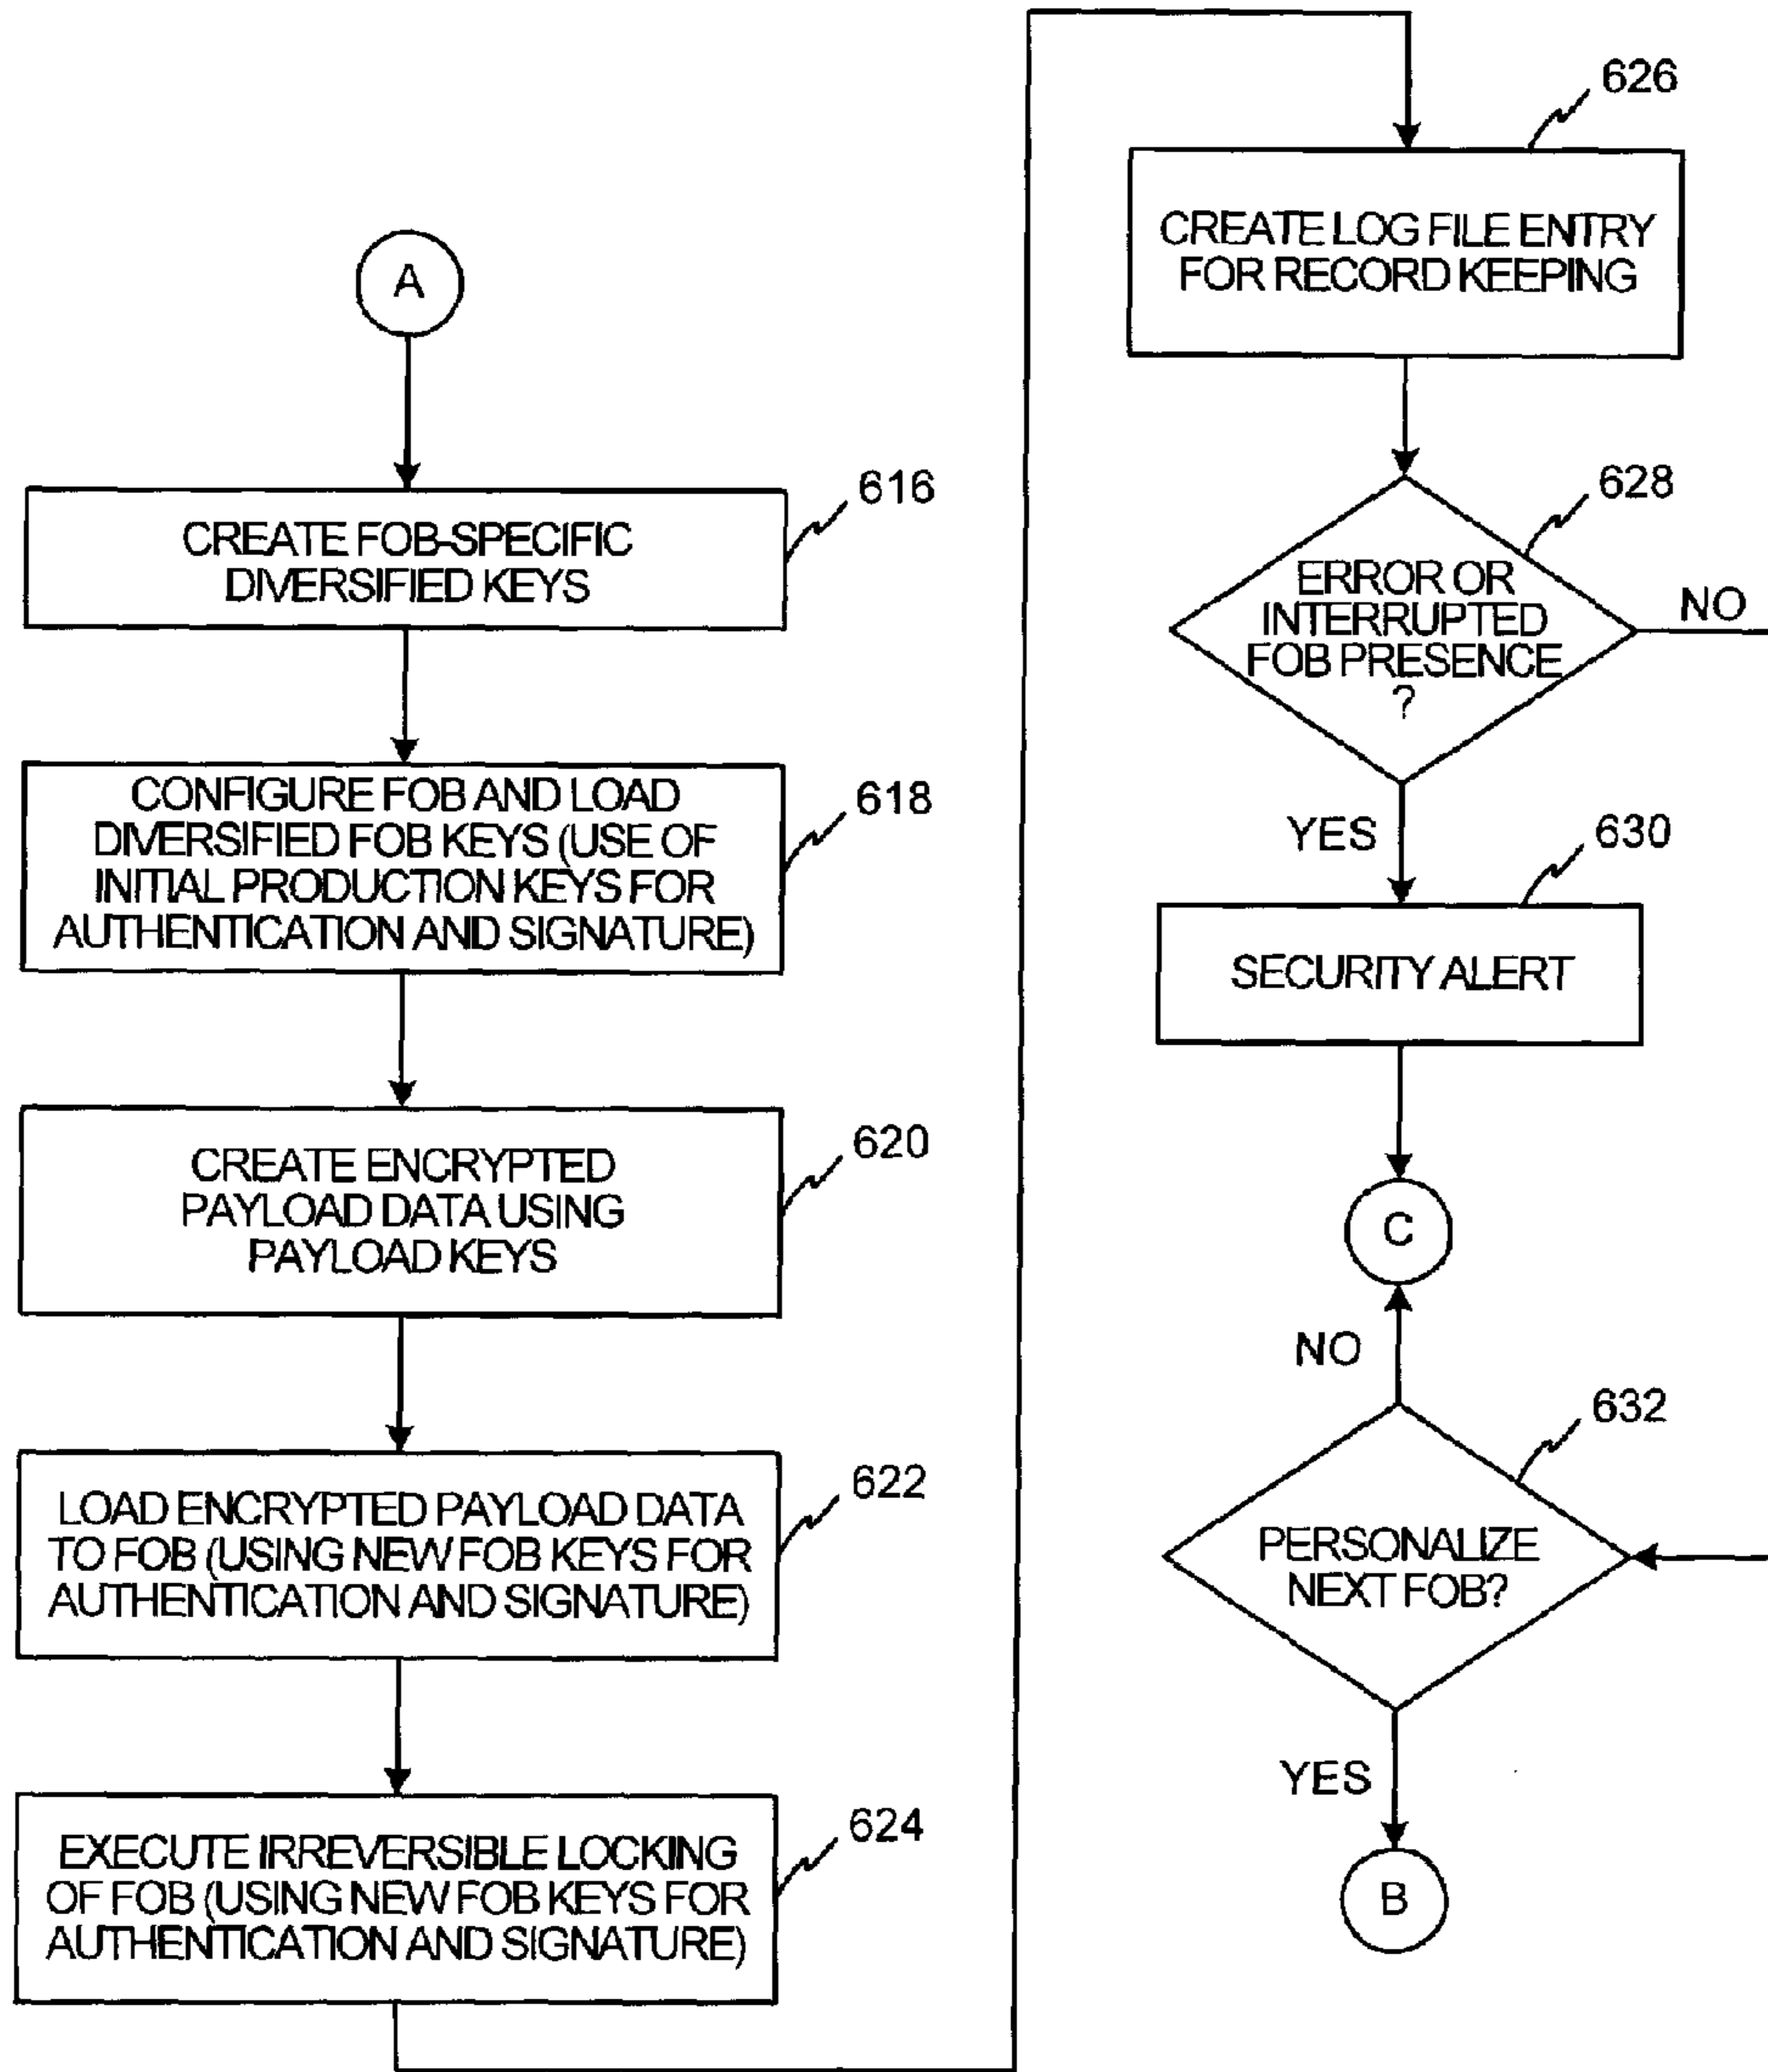 A
616
CREATE FOB-SPECIFIC
DIVERSIFIED KEYS
618
CONFIGURE FOB AND LOAD
DIVERSIFIED FOB KEYS (USE OF
INITIAL PRODUCTION KEYS FOR
AUTHENTICATION AND SIGNATURE)
620
CREATE ENCRYPTED
PAYLOAD DATA USING
PAYLOAD KEYS
622
LOAD ENCRYPTED PAYLOAD DATA
TO FOB (USING NEW FOB KEYS FOR
AUTHENTICATION AND SIGNATURE)
624
EXECUTE IRREVERSIBLE LOCKING
OF FOB (USING NEW FOB KEYS FOR
AUTHENTICATION AND SIGNATURE)
626
CREATE LOG FILE ENTRY
FOR RECORD KEEPING
628
ERROR OR
INTERRUPTED
FOB PRESENCE
?
NO
YES
630
SECURITY ALERT
C
NO
632
PERSONALIZE
NEXT FOB?
YES
B